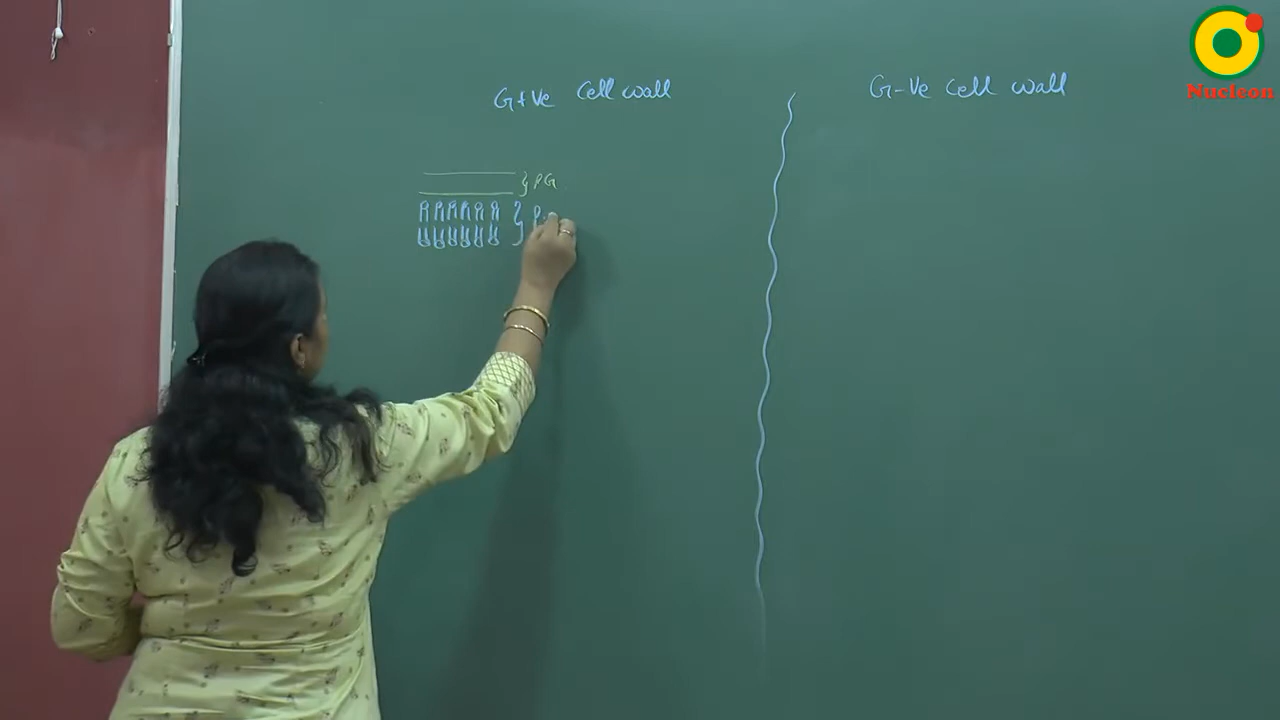 G+Ve Cell wall
G-Ve Cell wall
PG
P
Nucleon